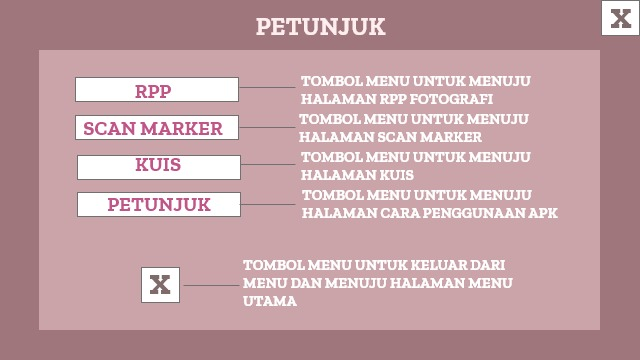 PETUNJUK
X
RPP
TOMBOL MENU UNTUK MENUJU
HALAMAN RPP FOTOGRAFI
SCAN MARKER
TOMBOL MENU UNTUK MENUJU
HALAMAN SCAN MARKER
KUIS
TOMBOL MENU UNTUK MENUJU
HALAMAN KUIS
PETUNJUK
TOMBOL MENU UNTUK MENUJU
HALAMAN CARA PENGGUNAAN APK
X
TOMBOL MENU UNTUK KELUAR DARI
MENU DAN MENUJU HALAMAN MENU
UTAMA